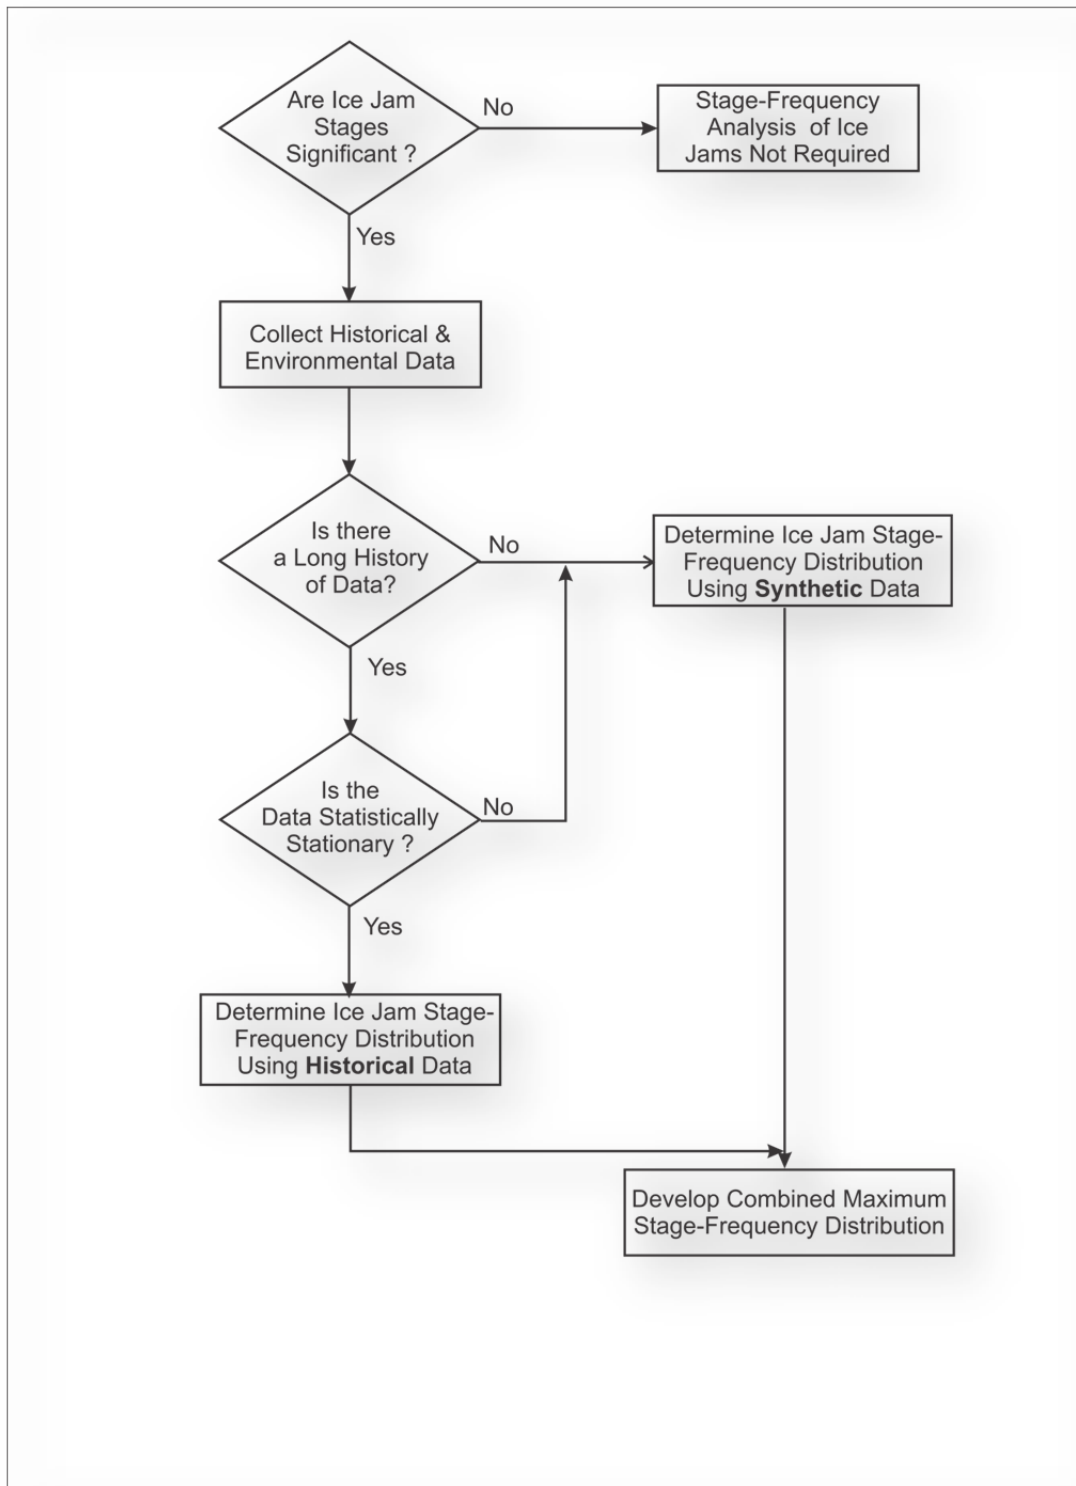 Are Ice Jam
Stages
Significant ?
No
Stage-Frequency
Analysis of Ice
Jams Not Required
Yes
Collect Historical &
Environmental Data
Is there
a Long History
of Data?
No
Determine Ice Jam Stage-
Frequency Distribution
Using Synthetic Data
Yes
Is the
Data Statistically
Stationary ?
No
Yes
Determine Ice Jam Stage-
Frequency Distribution
Using Historical Data
Develop Combined Maximum
Stage-Frequency Distribution